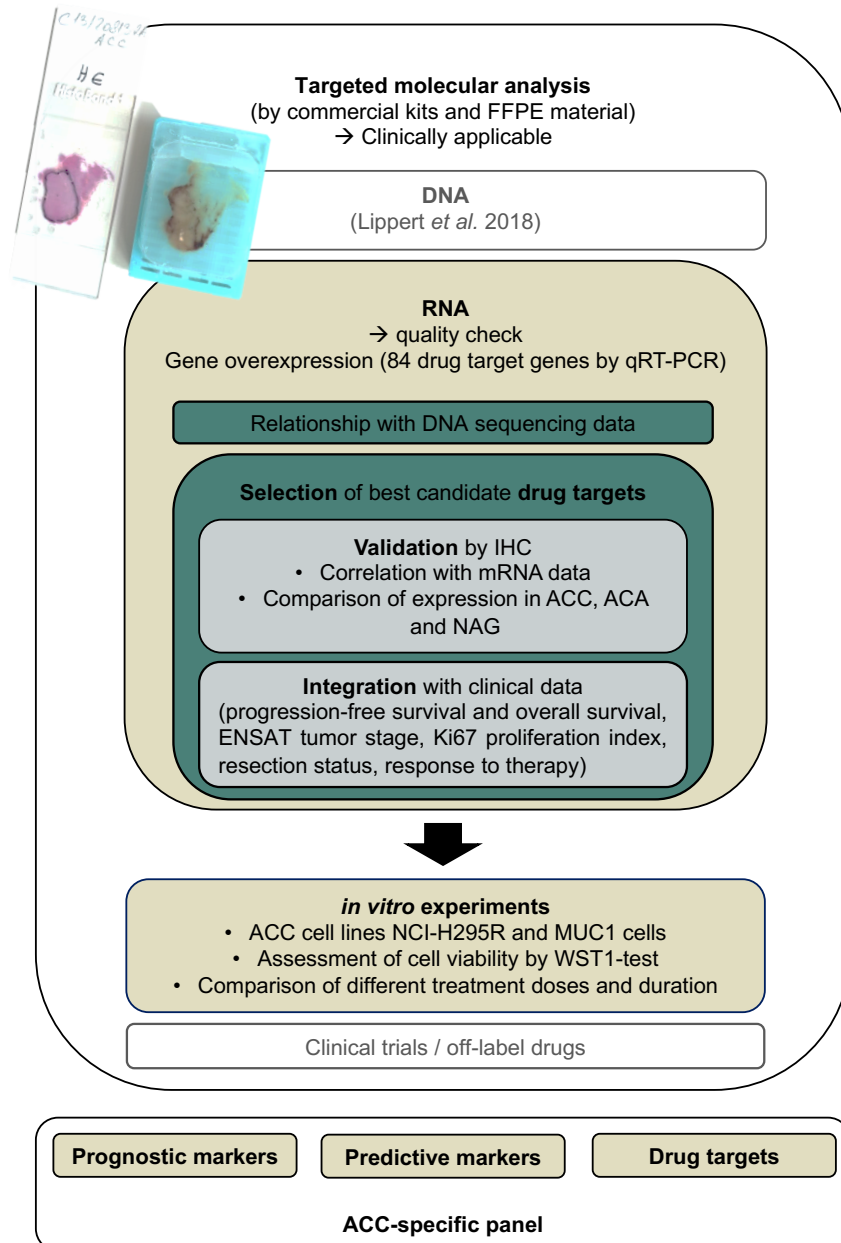 ACC
HE
HistoBond
Targeted molecular analysis
(by commercial kits and FFPE material)
→ Clinically applicable
DNA
(Lippert et al. 2018)
RNA
→ quality check
Gene overexpression (84 drug target genes by qRT-PCR)
Relationship with DNA sequencing data
Selection of best candidate drug targets
Validation by IHC
• Correlation with mRNA data
• Comparison of expression in ACC, ACA
and NAG
Integration with clinical data
(progression-free survival and overall survival,
ENSAT tumor stage, Ki67 proliferation index,
resection status, response to therapy)
in vitro experiments
• ACC cell lines NCI-H295R and MUC1 cells
• Assessment of cell viability by WST1-test
• Comparison of different treatment doses and duration
Clinical trials / off-label drugs
Prognostic markers
Predictive markers
Drug targets
ACC-specific panel